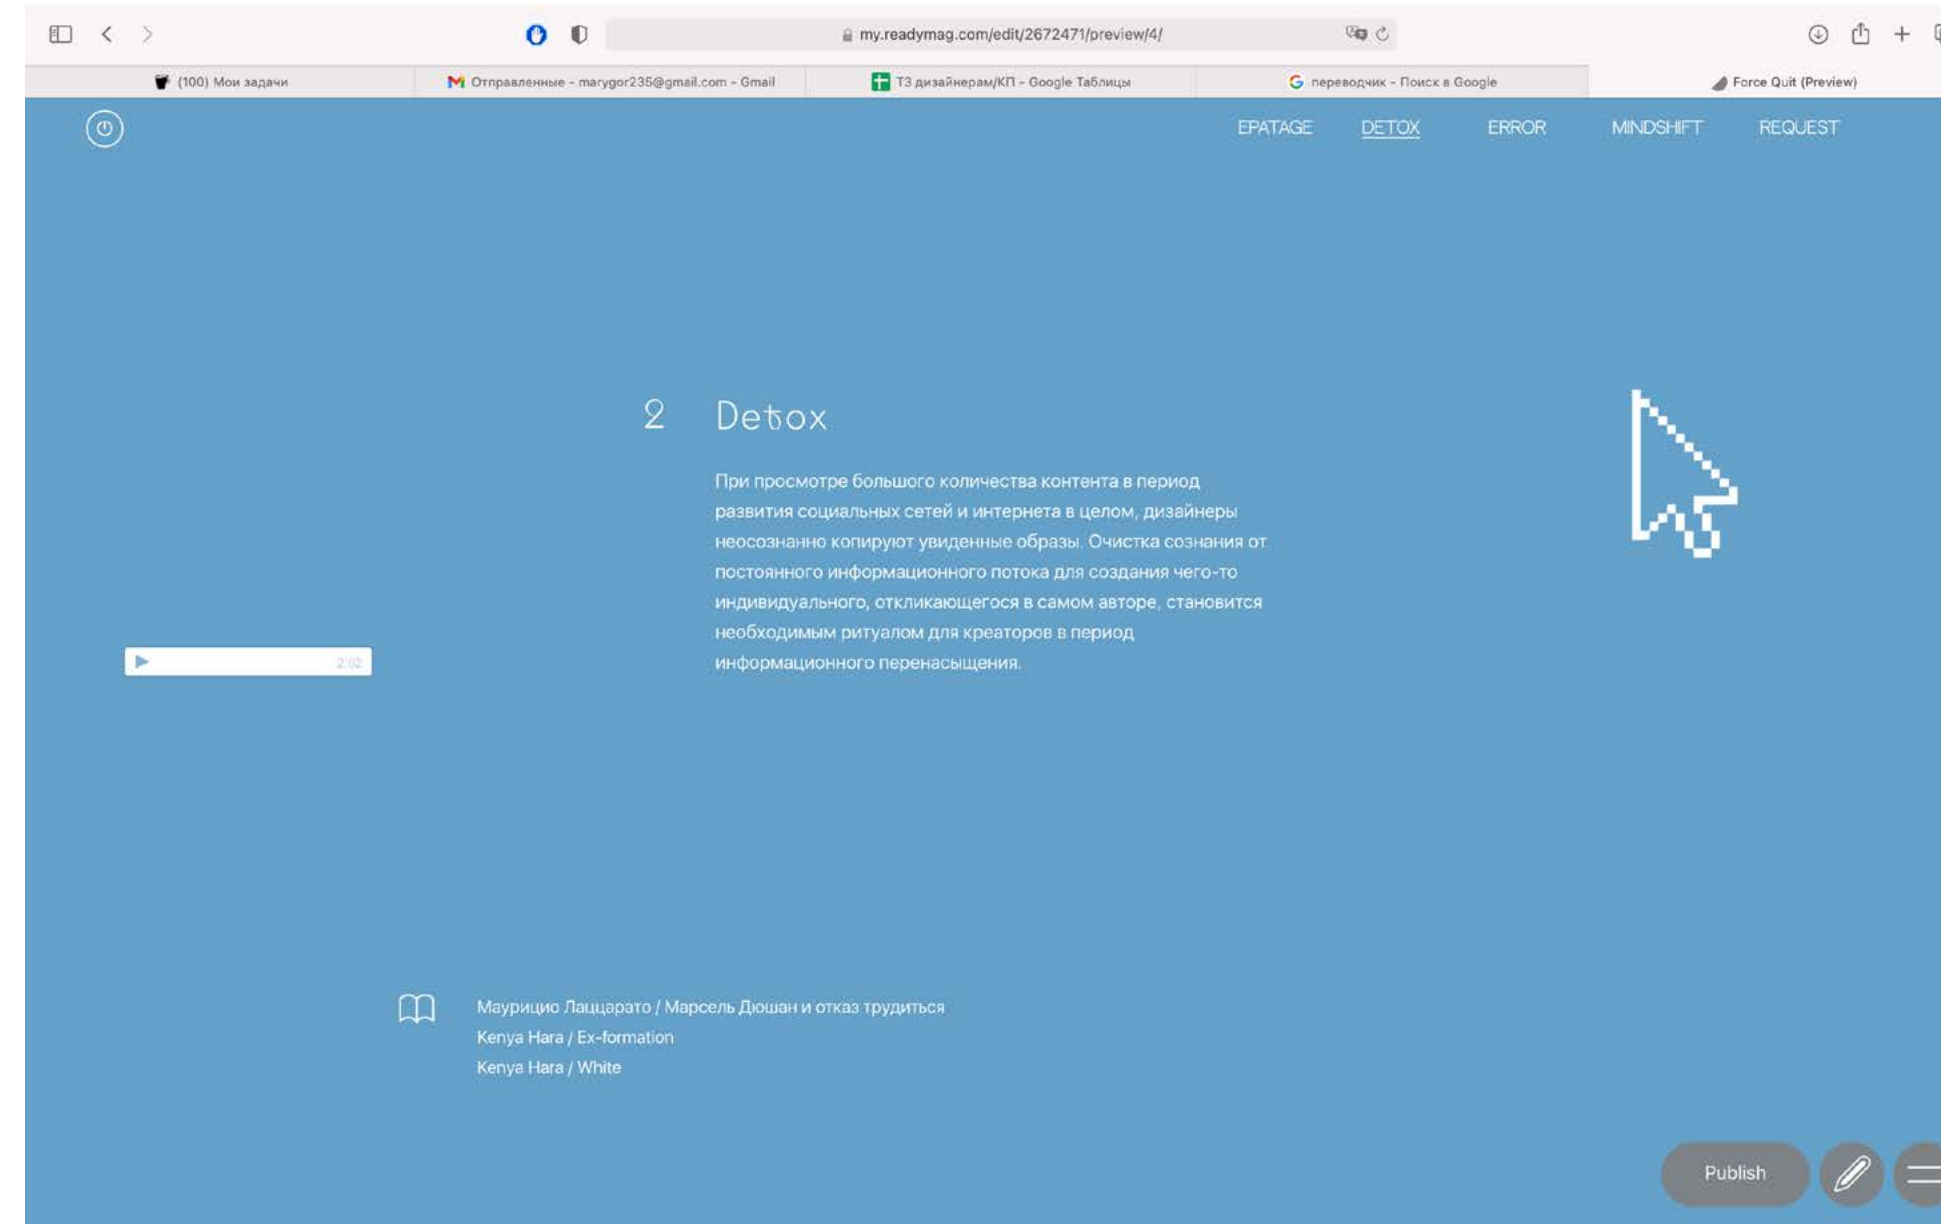 my.readymag.com/edit/2672471/preview/4/
(100) Мои задачи
Отправленные - marygor235@gmail.com - Gmail
ТЗ дизайнерам/КП - Google Таблицы
переводчик - Поиск в Google
Force Quit (Preview)
EPATAGE DETOX ERROR MINDSHIFT REQUEST
2 Detox
При просмотре большого количества контента в период
развития социальных сетей и интернета в целом, дизайнеры
неосознанно копируют увиденные образы. Очистка сознания от
постоянного информационного потока для создания чего-то
индивидуального, откликающегося в самом авторе, становится
необходимым ритуалом для креаторов в период
информационного перенасыщения.
2:02
Маурицио Лаццарато / Марсель Дюшан и отказ трудиться
Kenya Hara / Ex-formation
Kenya Hara / White
Publish